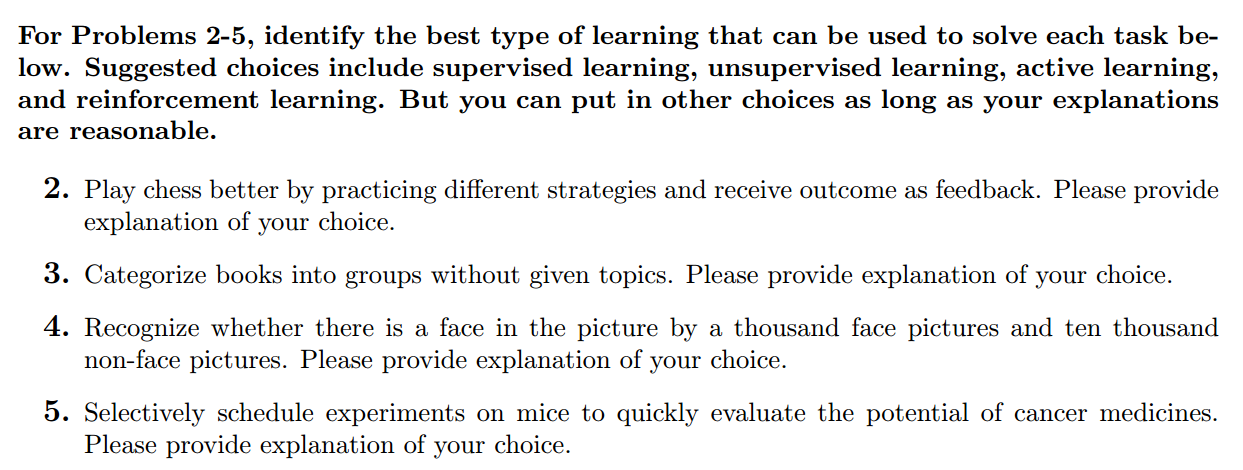 For Problems 2-5, identify the best type of learning that can be used to solve each task be-
low. Suggested choices include supervised learning, unsupervised learning, active learning,
and reinforcement learning. But you can put in other choices as long as your explanations
are reasonable.
2. Play chess better by practicing different strategies and receive outcome as feedback. Please provide
explanation of your choice.
3. Categorize books into groups without given topics. Please provide explanation of your choice.
4. Recognize whether there is a face in the picture by a thousand face pictures and ten thousand
non-face pictures. Please provide explanation of your choice.
5. Selectively schedule experiments on mice to quickly evaluate the potential of cancer medicines.
Please provide explanation of your choice.